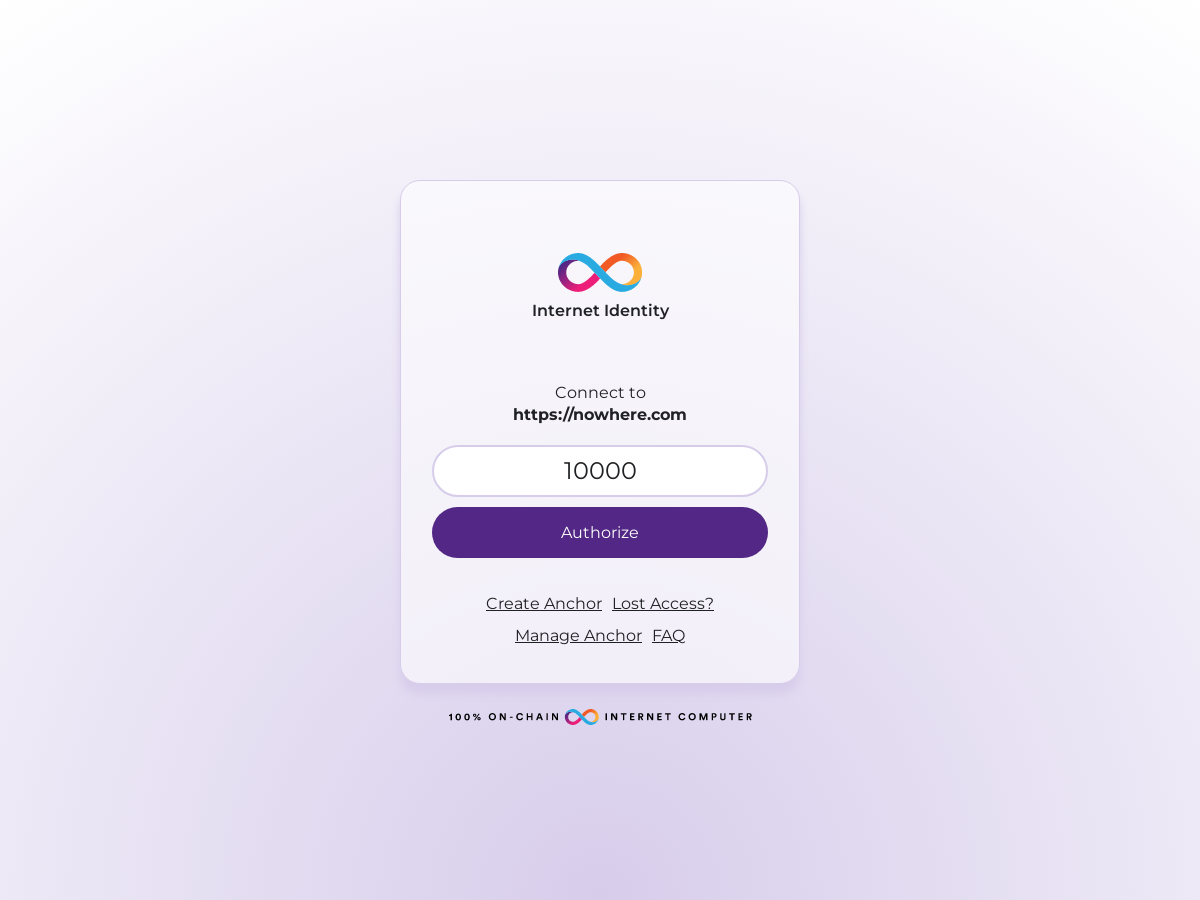 Internet Identity
Connect to
https://nowhere.com
10000
Authorize
Create Anchor Lost Access?
Manage Anchor FAQ
100% ON-CHAIN INTERNET COMPUTER